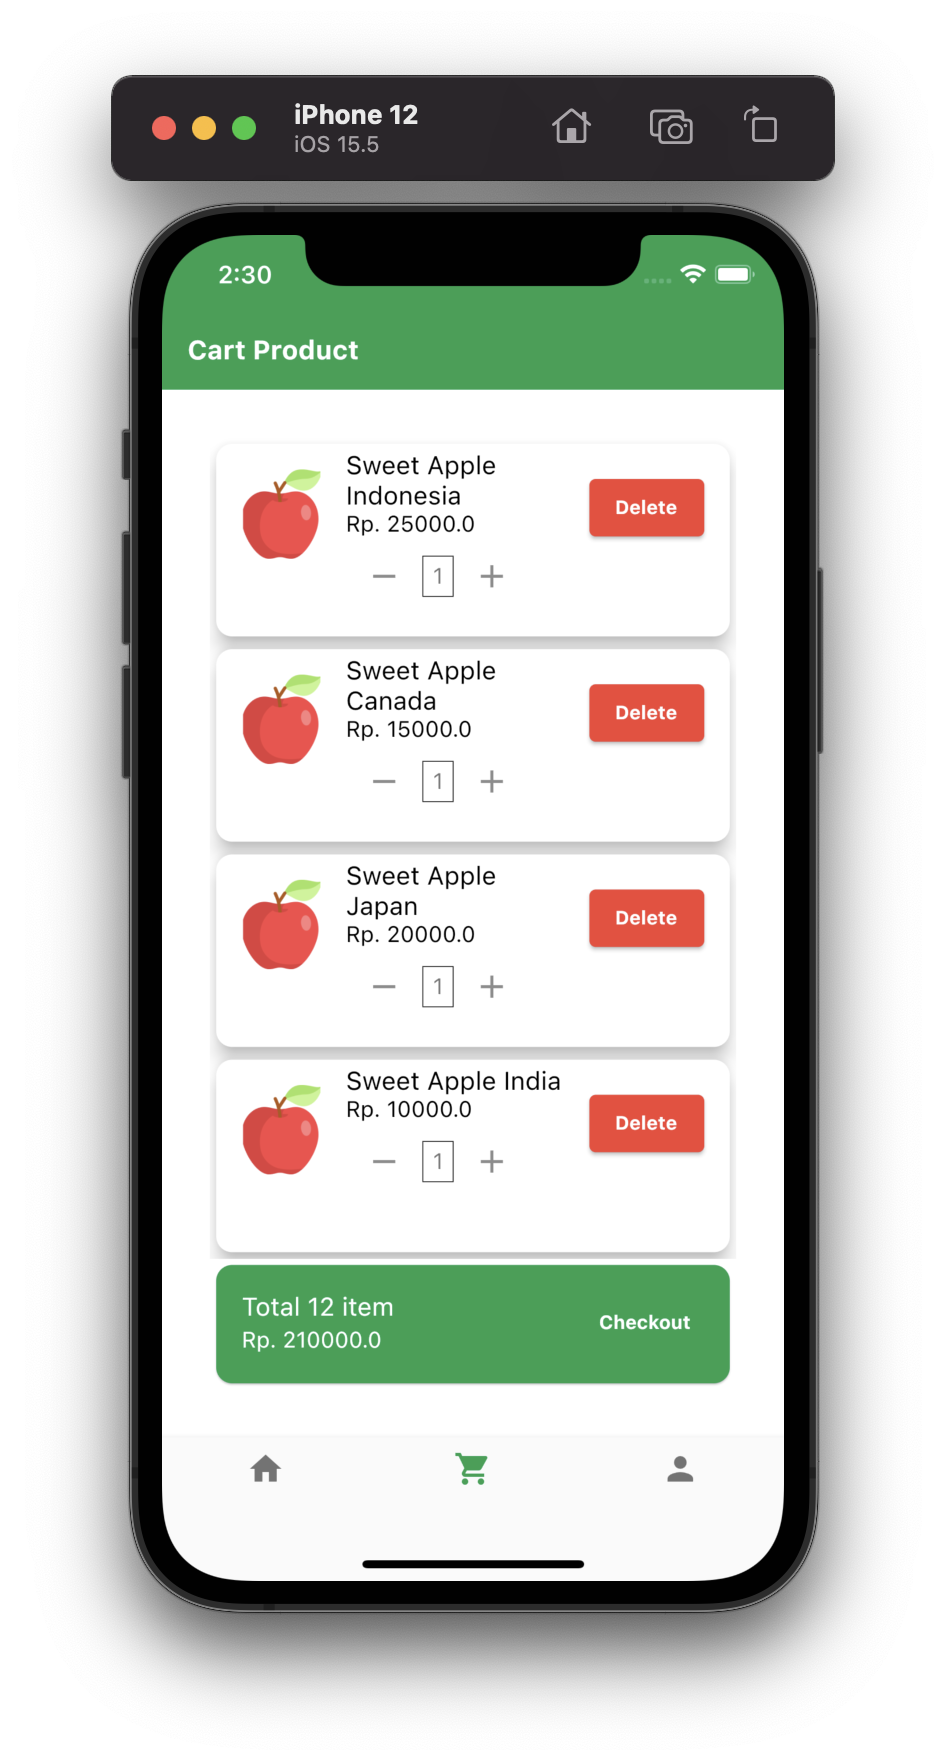 iPhone 12
iOS 15.5
2:30
Cart Product
Sweet Apple
Indonesia
Rp. 25000.0
Delete
1
Sweet Apple
Canada
Rp. 15000.0
Delete
1
Sweet Apple
Japan
Rp. 20000.0
Delete
1
Sweet Apple India
Rp. 10000.0
Delete
1
Total 12 item
Rp. 210000.0
Checkout